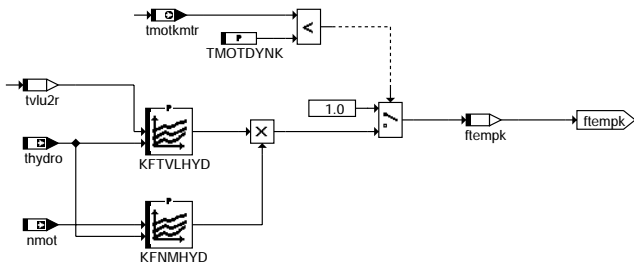 tmotkmtr
<
P
TMOTDYNK
tvlu2r
1.0
P
ftempk
ftempk
thydro
KFTVLHYD
P
nmot
KFNMHYD